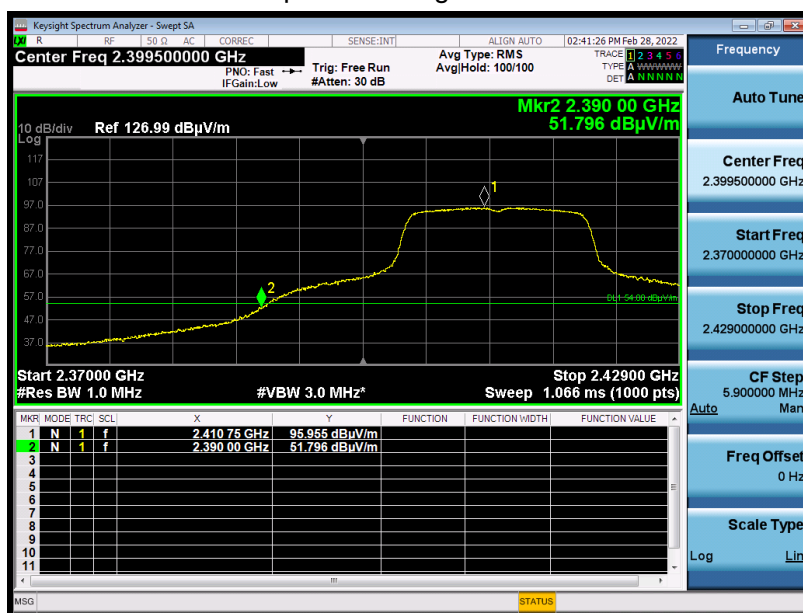 Keysight Spectrum Analyzer - Swept SA
LXI R RF 50 Ω AC CORREC SENSE:INT ALIGN AUTO 02:41:26 PM Feb 28, 2022
Center Freq 2.399500000 GHz
PNO: Fast
IFGain:Low
Trig: Free Run
#Atten: 30 dB
Avg Type: RMS
Avg|Hold: 100/100
TRACE 1 2 3 4 5 6
TYPE A WWWWW
DET A N N N N N
Mkr2 2.390 00 GHz
51.796 dBµV/m
10 dB/div Ref 126.99 dBµV/m
Log
117
107
97.0
87.0
77.0
67.0
57.0
47.0
37.0
1
2
DL1 54.00 dBµV/m
Start 2.37000 GHz Stop 2.42900 GHz
#Res BW 1.0 MHz #VBW 3.0 MHz* Sweep 1.066 ms (1000 pts)
MKR MODE TRC SCL X Y FUNCTION FUNCTION WIDTH FUNCTION VALUE
1 N 1 f 2.410 75 GHz 95.955 dBµV/m
2 N 1 f 2.390 00 GHz 51.796 dBµV/m
3
4
5
6
7
8
9
10
11
MSG STATUS
Frequency
Auto Tune
Center Freq
2.399500000 GHz
Start Freq
2.370000000 GHz
Stop Freq
2.429000000 GHz
CF Step
5.900000 MHz
Auto Man
Freq Offset
0 Hz
Scale Type
Log Lin